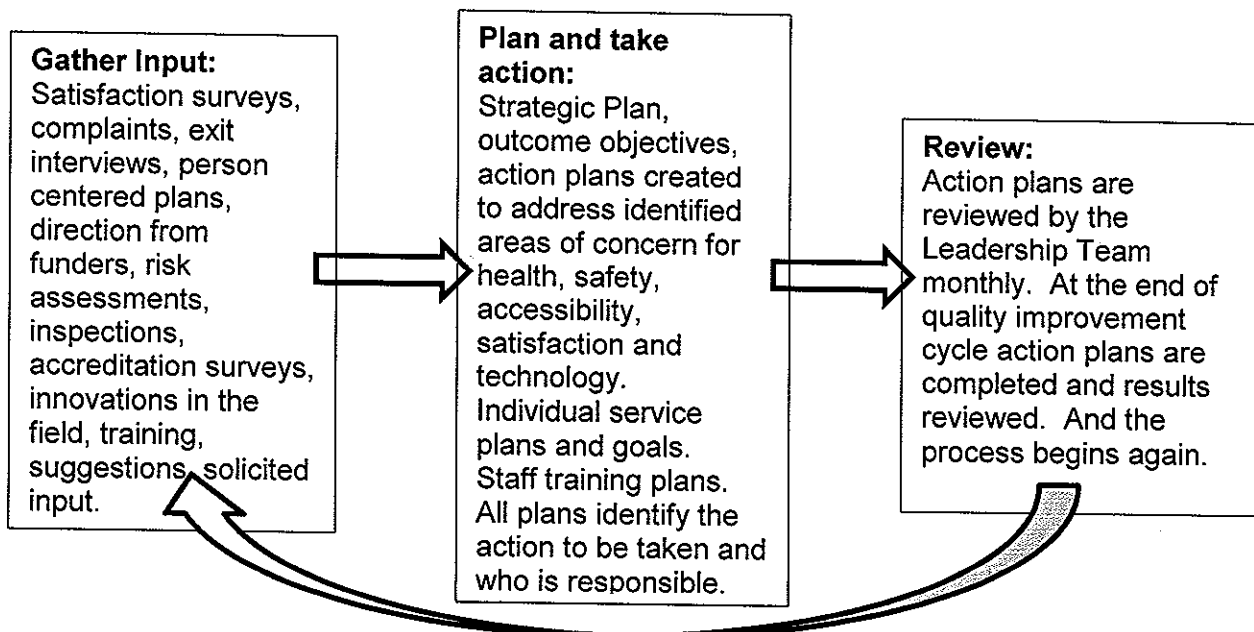 Gather Input:
Satisfaction surveys,
complaints, exit
interviews, person
centered plans,
direction from
funders, risk
assessments,
inspections,
accreditation surveys,
innovations in the
field, training,
suggestions, solicited
input.
Plan and take
action:
Strategic Plan,
outcome objectives,
action plans created
to address identified
areas of concern for
health, safety,
accessibility,
satisfaction and
technology.
Individual service
plans and goals.
Staff training plans.
All plans identify the
action to be taken and
who is responsible.
Review:
Action plans are
reviewed by the
Leadership Team
monthly.  At the end of
quality improvement
cycle action plans are
completed and results
reviewed.  And the
process begins again.